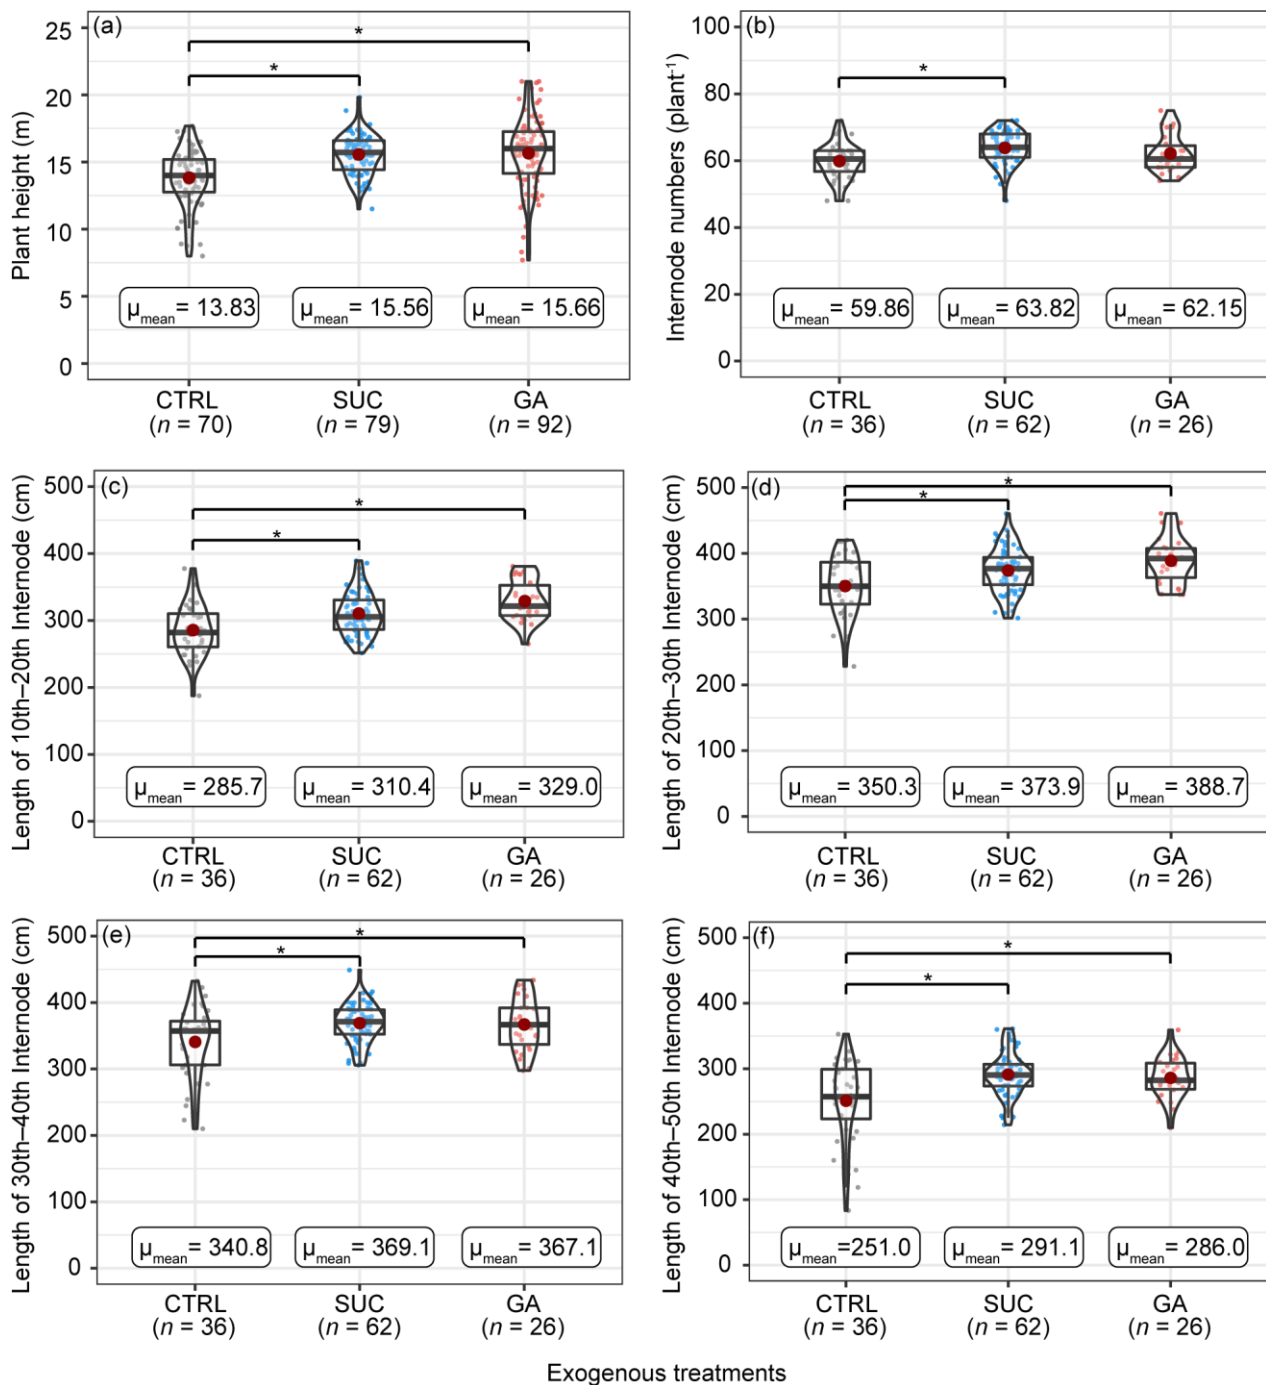 (a)
Plant height (m)
25
20
15
10
5
0
*
*
μmean = 13.83
μmean = 15.56
μmean = 15.66
CTRL
SUC
GA
(n = 70)
(n = 79)
(n = 92)
(b)
Internode numbers (plant⁻¹)
100
80
60
40
20
0
*
μmean = 59.86
μmean = 63.82
μmean = 62.15
CTRL
SUC
GA
(n = 36)
(n = 62)
(n = 26)
(c)
Length of 10th–20th Internode (cm)
500
400
300
200
100
0
*
*
μmean = 285.7
μmean = 310.4
μmean = 329.0
CTRL
SUC
GA
(n = 36)
(n = 62)
(n = 26)
(d)
Length of 20th–30th Internode (cm)
500
400
300
200
100
0
*
*
μmean = 350.3
μmean = 373.9
μmean = 388.7
CTRL
SUC
GA
(n = 36)
(n = 62)
(n = 26)
(e)
Length of 30th–40th Internode (cm)
500
400
300
200
100
0
*
*
μmean = 340.8
μmean = 369.1
μmean = 367.1
CTRL
SUC
GA
(n = 36)
(n = 62)
(n = 26)
(f)
Length of 40th–50th Internode (cm)
500
400
300
200
100
0
*
*
μmean =251.0
μmean = 291.1
μmean = 286.0
CTRL
SUC
GA
(n = 36)
(n = 62)
(n = 26)
Exogenous treatments